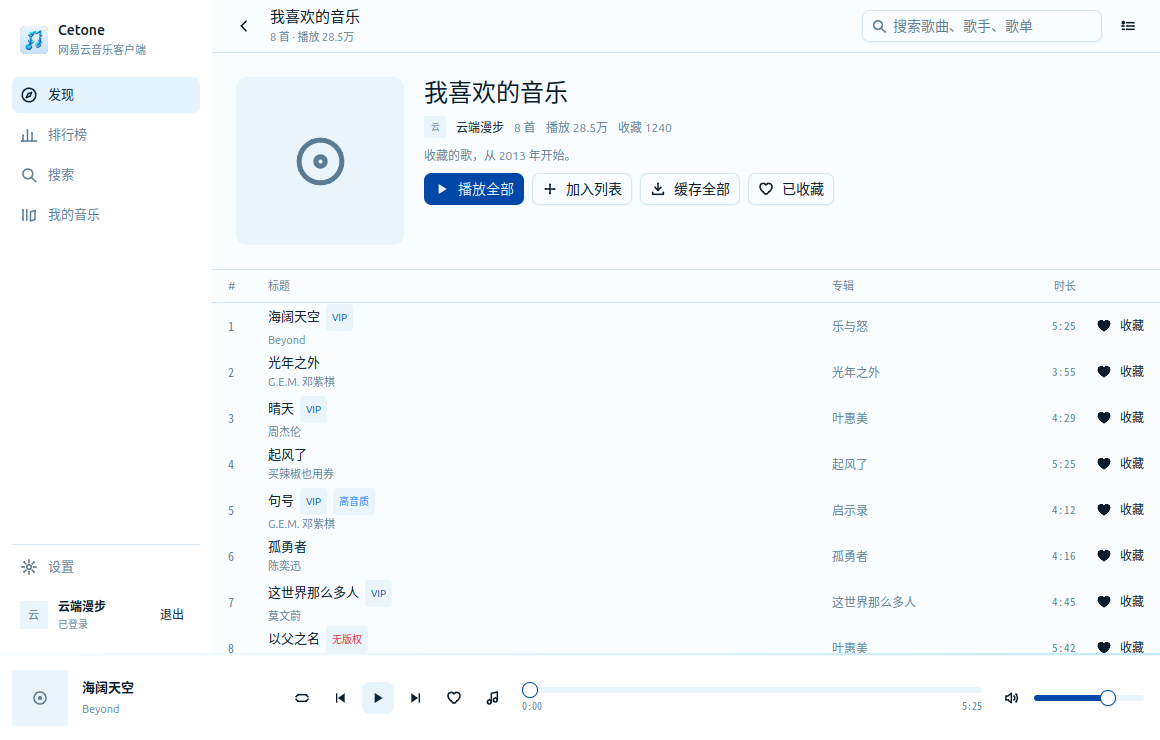 Cetone
网易云音乐客户端
发现
排行榜
搜索
我的音乐
设置
云
云端漫步
已登录
退出
我喜欢的音乐
8 首 · 播放 28.5万
搜索歌曲、歌手、歌单
我喜欢的音乐
云 云端漫步 8 首 播放 28.5万 收藏 1240
收藏的歌，从 2013 年开始。
播放全部 加入列表 缓存全部 已收藏
# 标题 专辑 时长
1 海阔天空 VIP 乐与怒 5:25 收藏
Beyond
2 光年之外 光年之外 3:55 收藏
G.E.M. 邓紫棋
3 晴天 VIP 叶惠美 4:29 收藏
周杰伦
4 起风了 起风了 5:25 收藏
买辣椒也用券
5 句号 VIP 高音质 启示录 4:12 收藏
G.E.M. 邓紫棋
6 孤勇者 孤勇者 4:16 收藏
陈奕迅
7 这世界那么多人 VIP 这世界那么多人 4:45 收藏
莫文蔚
8 以父之名 无版权 叶惠美 5:42 收藏
海阔天空
Beyond
0:00 5:25